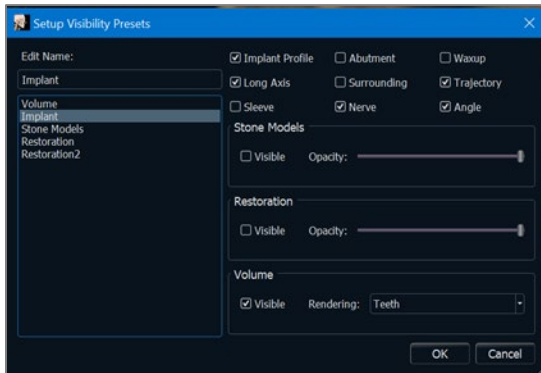 Setup Visibility Presets
Edit Name:
Implant
Volume
Implant
Stone Models
Restoration
Restoration2
Implant Profile Abutment Waxup
Long Axis Surrounding Trajectory
Sleeve Nerve Angle
Stone Models
Visible Opacity:
Restoration
Visible Opacity:
Volume
Visible Rendering: Teeth
OK Cancel